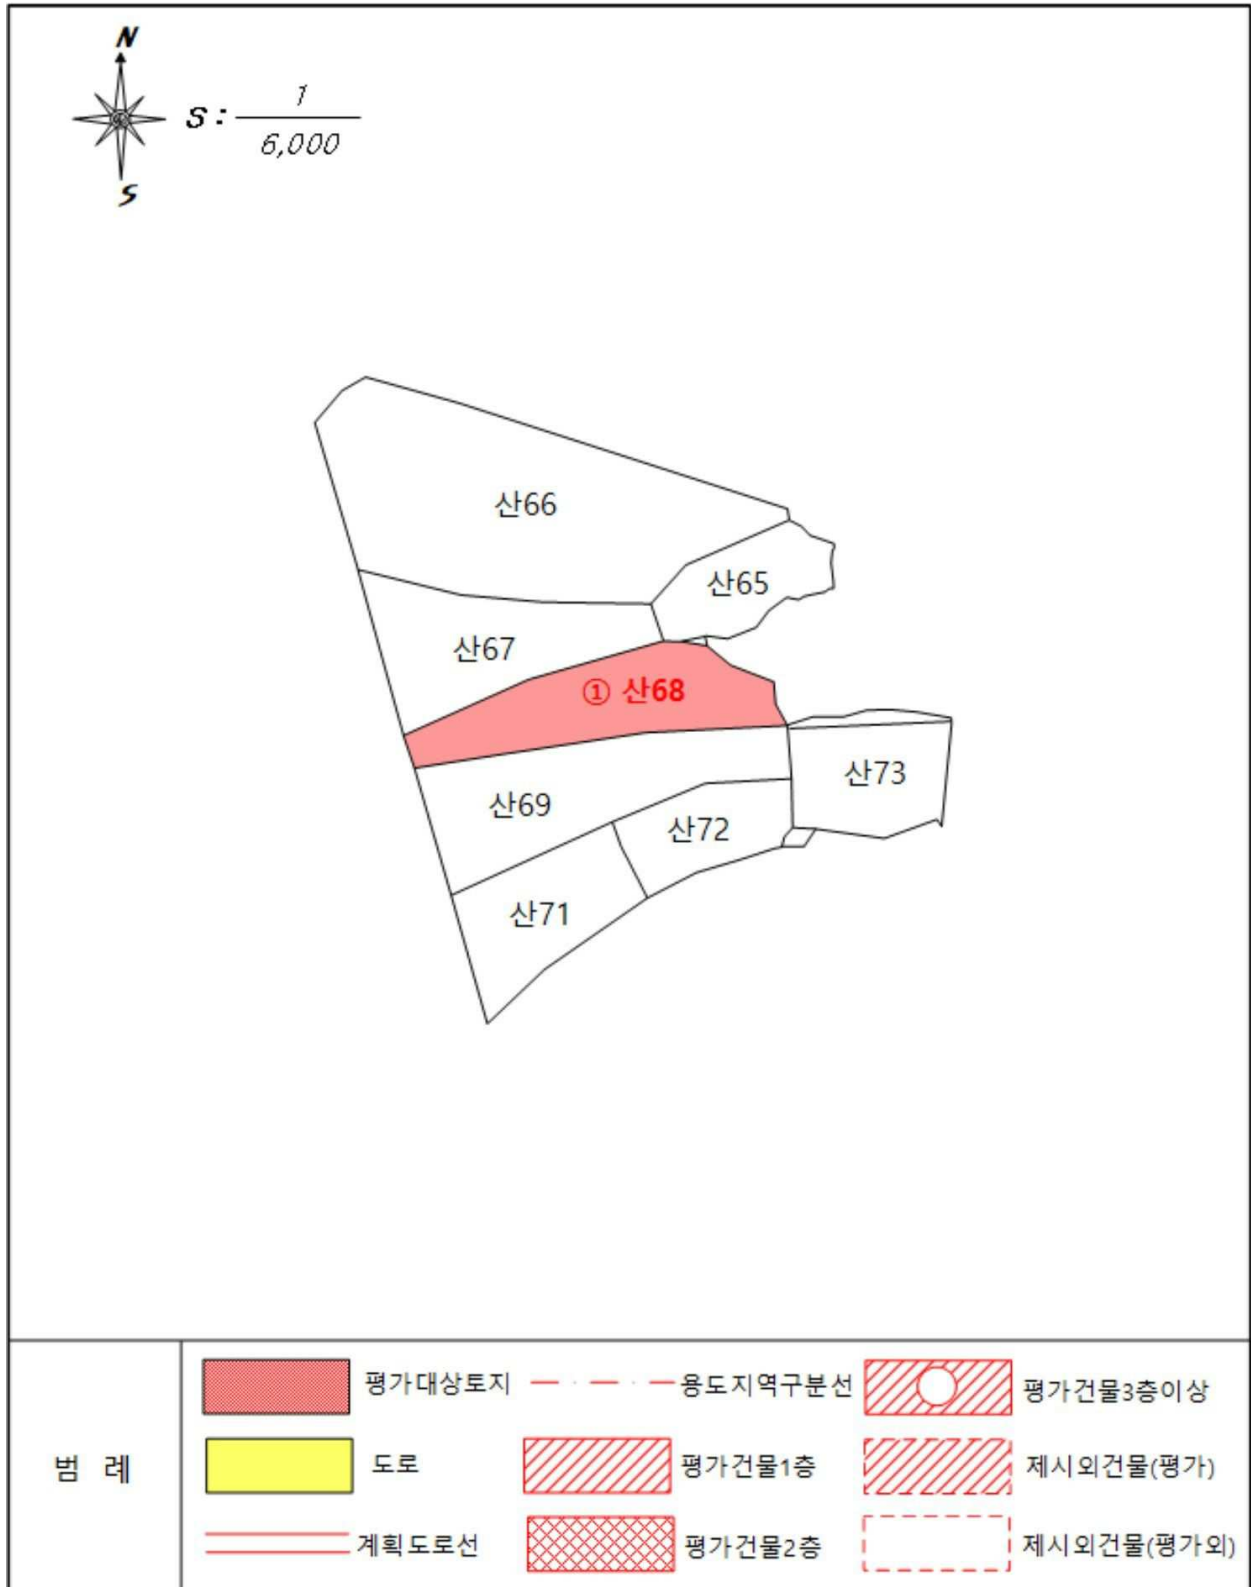 N
S : 1
6,000
S
산66
산65
산67
① 산68
산73
산69
산72
산71
범 례
평가대상토지
용도지역구분선
평가건물3층이상
도로
평가건물1층
제시외건물(평가)
계획도로선
평가건물2층
제시외건물(평가외)